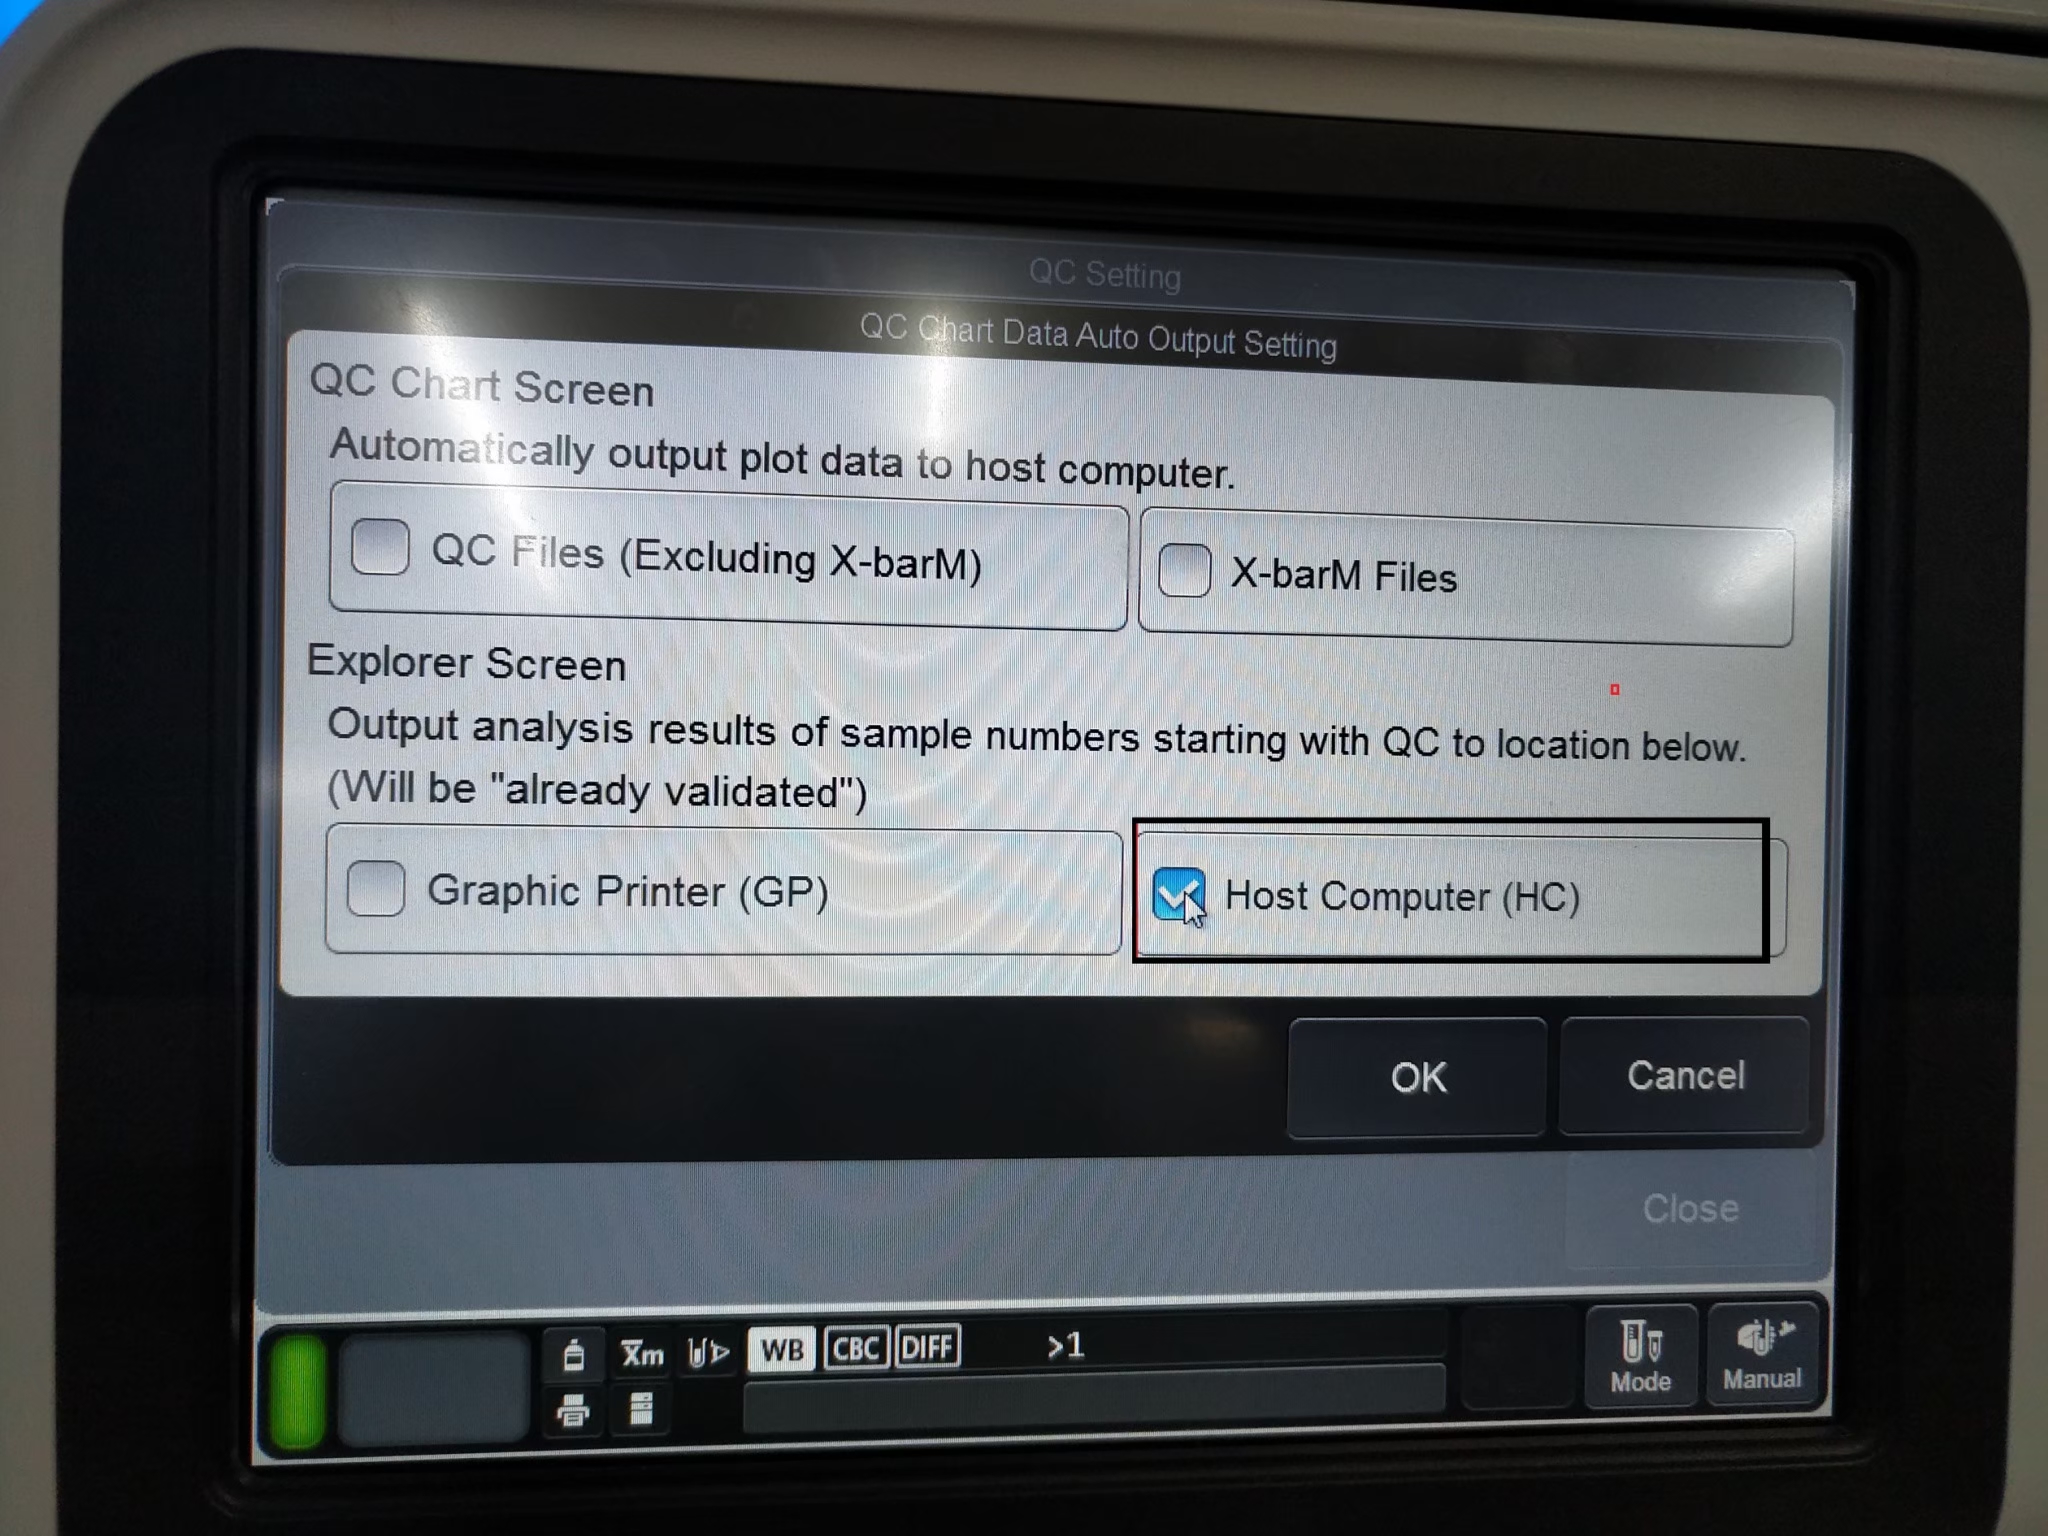 QC Setting
QC Chart Data Auto Output Setting
QC Chart Screen
Automatically output plot data to host computer.
QC Files (Excluding X-barM)
X-barM Files
Explorer Screen
Output analysis results of sample numbers starting with QC to location below.
(Will be "already validated")
Graphic Printer (GP)
Host Computer (HC)
OK
Cancel
Close
Xm
WB
CBC
DIFF
>1
Mode
Manual